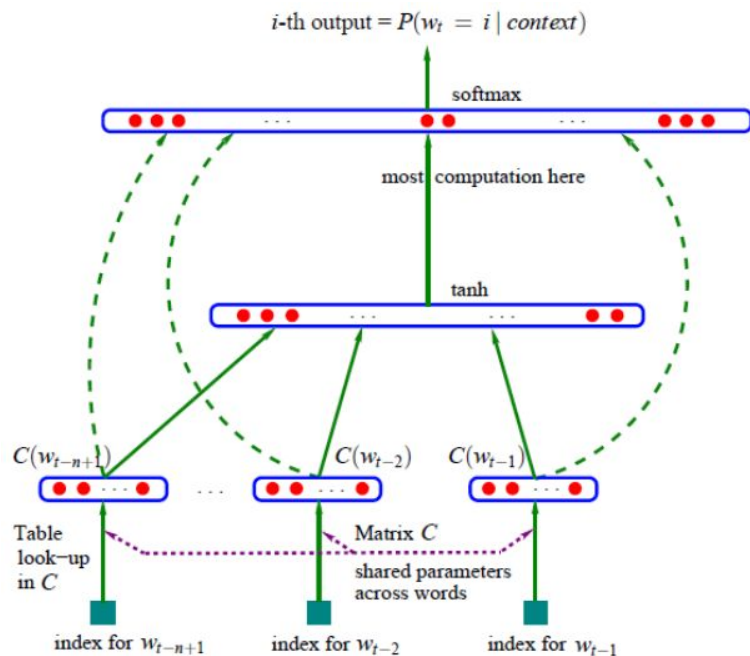 i-th output = P(w_t = i | context)
softmax
. . . . . .
most computation here
tanh
. . . . . .
C(w_{t−n+1}) C(w_{t−2}) C(w_{t−1})
. . . . . . . . . . . .
Table look−up in C
Matrix C
shared parameters
across words
index for w_{t−n+1} index for w_{t−2} index for w_{t−1}